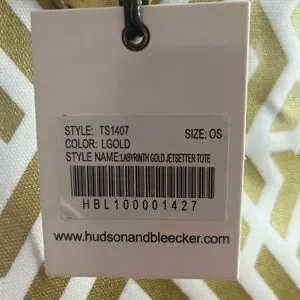 STYLE: TS1407 SIZE: OS
COLOR: LGOLD
STYLE NAME:LABYRINTH GOLD JETSETTER TOTE
HBL100001427
www.hudsonandbleecker.com